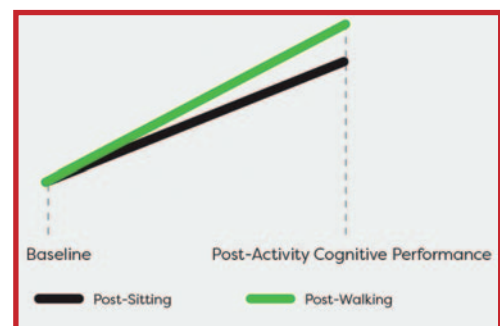 Baseline
Post-Activity Cognitive Performance
Post-Sitting
Post-Walking